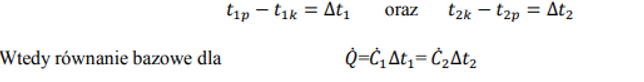 𝑡₁ₚ − 𝑡₁ₖ = Δ𝑡₁ oraz 𝑡₂ₖ − 𝑡₂ₚ = Δ𝑡₂
Wtedy równanie bazowe dla Q̇=Ċ₁Δ𝑡₁= Ċ₂Δ𝑡₂